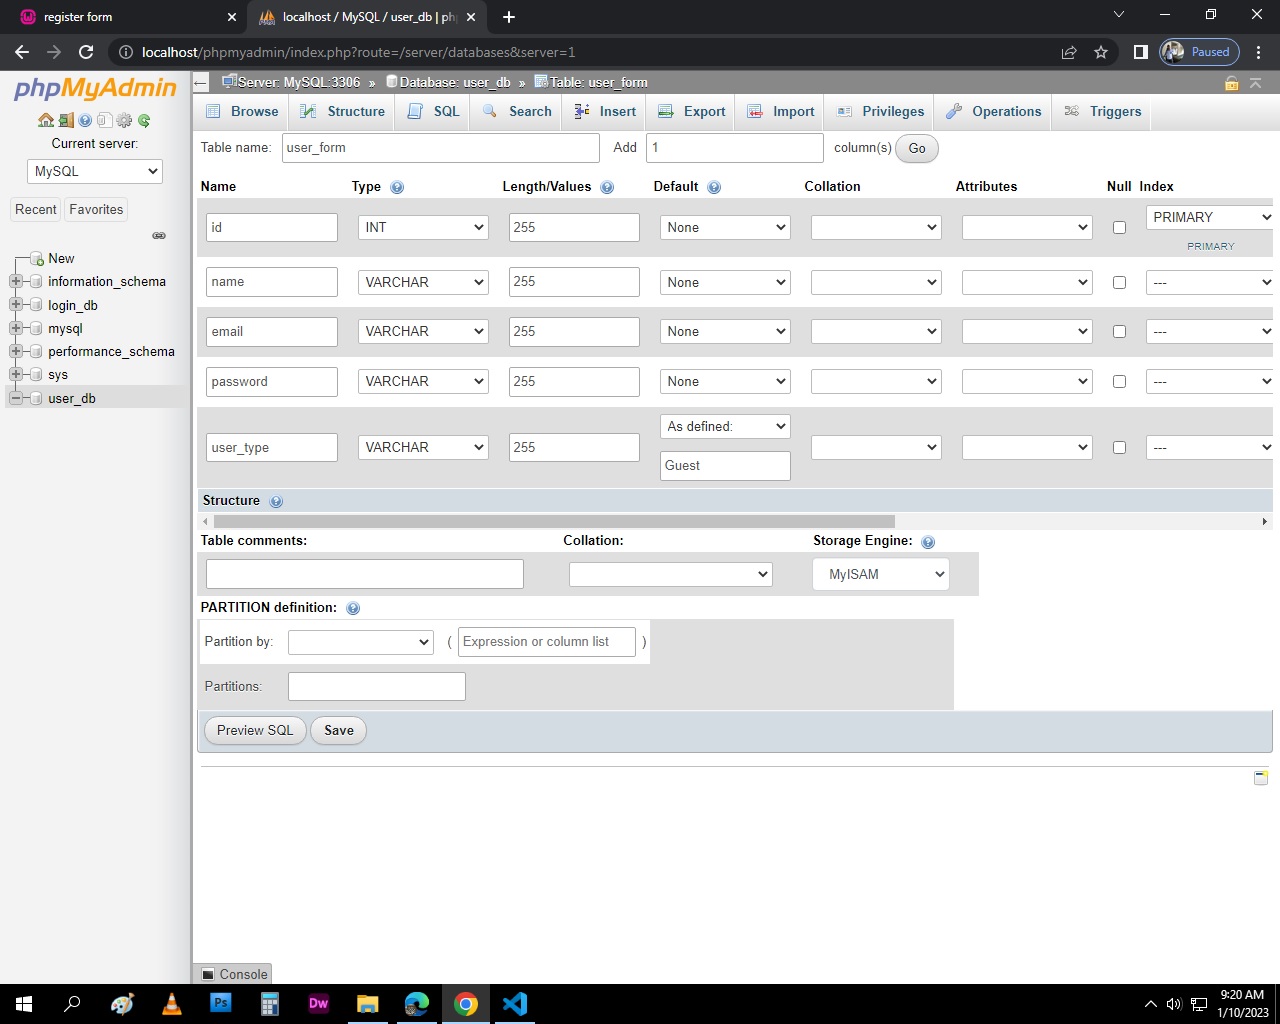 register form
localhost / MySQL / user_db | ph
localhost/phpmyadmin/index.php?route=/server/databases&server=1
Paused
phpMyAdmin
Current server:
MySQL
Recent Favorites
New
information_schema
login_db
mysql
performance_schema
sys
user_db
Server: MySQL:3306 » Database: user_db » Table: user_form
Browse Structure SQL Search Insert Export Import Privileges Operations Triggers
Table name: user_form Add 1 column(s) Go
Name Type Length/Values Default Collation Attributes Null Index
id INT 255 None PRIMARY
PRIMARY
name VARCHAR 255 None ---
email VARCHAR 255 None ---
password VARCHAR 255 None ---
user_type VARCHAR 255 As defined: ---
Guest
Structure
Table comments: Collation: Storage Engine:
MyISAM
PARTITION definition:
Partition by: ( Expression or column list )
Partitions:
Preview SQL Save
Console
Ps
Dw
9:20 AM
1/10/2023